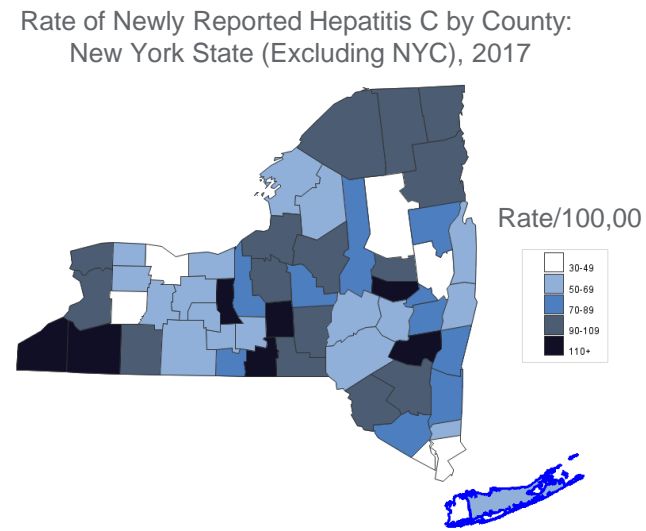 Rate of Newly Reported Hepatitis C by County:
New York State (Excluding NYC), 2017
Rate/100,00
30-49
50-69
70-89
90-109
110+